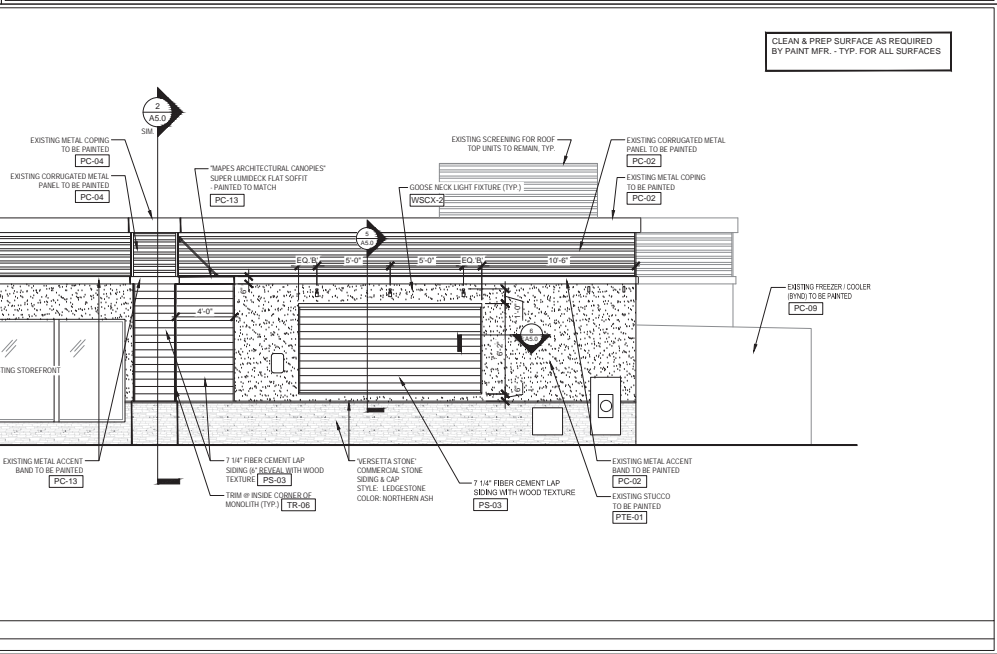 CLEAN & PREP SURFACE AS REQUIRED
BY PAINT MFR. - TYP. FOR ALL SURFACES
2
A5.0
SIM.
EXISTING METAL COPING
TO BE PAINTED
PC-04
EXISTING CORRUGATED METAL
PANEL TO BE PAINTED
PC-04
"MAPES ARCHITECTURAL CANOPIES"
SUPER LUMIDECK FLAT SOFFIT
- PAINTED TO MATCH
PC-13
EXISTING SCREENING FOR ROOF
TOP UNITS TO REMAIN, TYP.
GOOSE NECK LIGHT FIXTURE (TYP.)
WSCX-2
EXISTING CORRUGATED METAL
PANEL TO BE PAINTED
PC-02
EXISTING METAL COPING
TO BE PAINTED
PC-02
5
A5.0
EQ.'B'
5'-0"
5'-0"
EQ.'B'
10'-6"
4'-0"
6'-2"
6
A5.0
EXISTING FREEZER / COOLER
(BYND) TO BE PAINTED
PC-09
TING STOREFRONT
EXISTING METAL ACCENT
BAND TO BE PAINTED
PC-13
7 1/4" FIBER CEMENT LAP
SIDING (6" REVEAL WITH WOOD
TEXTURE PS-03
TRIM @ INSIDE CORNER OF
MONOLITH (TYP.) TR-06
'VERSETTA STONE'
COMMERCIAL STONE
SIDING & CAP
STYLE: LEDGESTONE
COLOR: NORTHERN ASH
7 1/4" FIBER CEMENT LAP
SIDING WITH WOOD TEXTURE
PS-03
EXISTING METAL ACCENT
BAND TO BE PAINTED
PC-02
EXISTING STUCCO
TO BE PAINTED
PTE-01